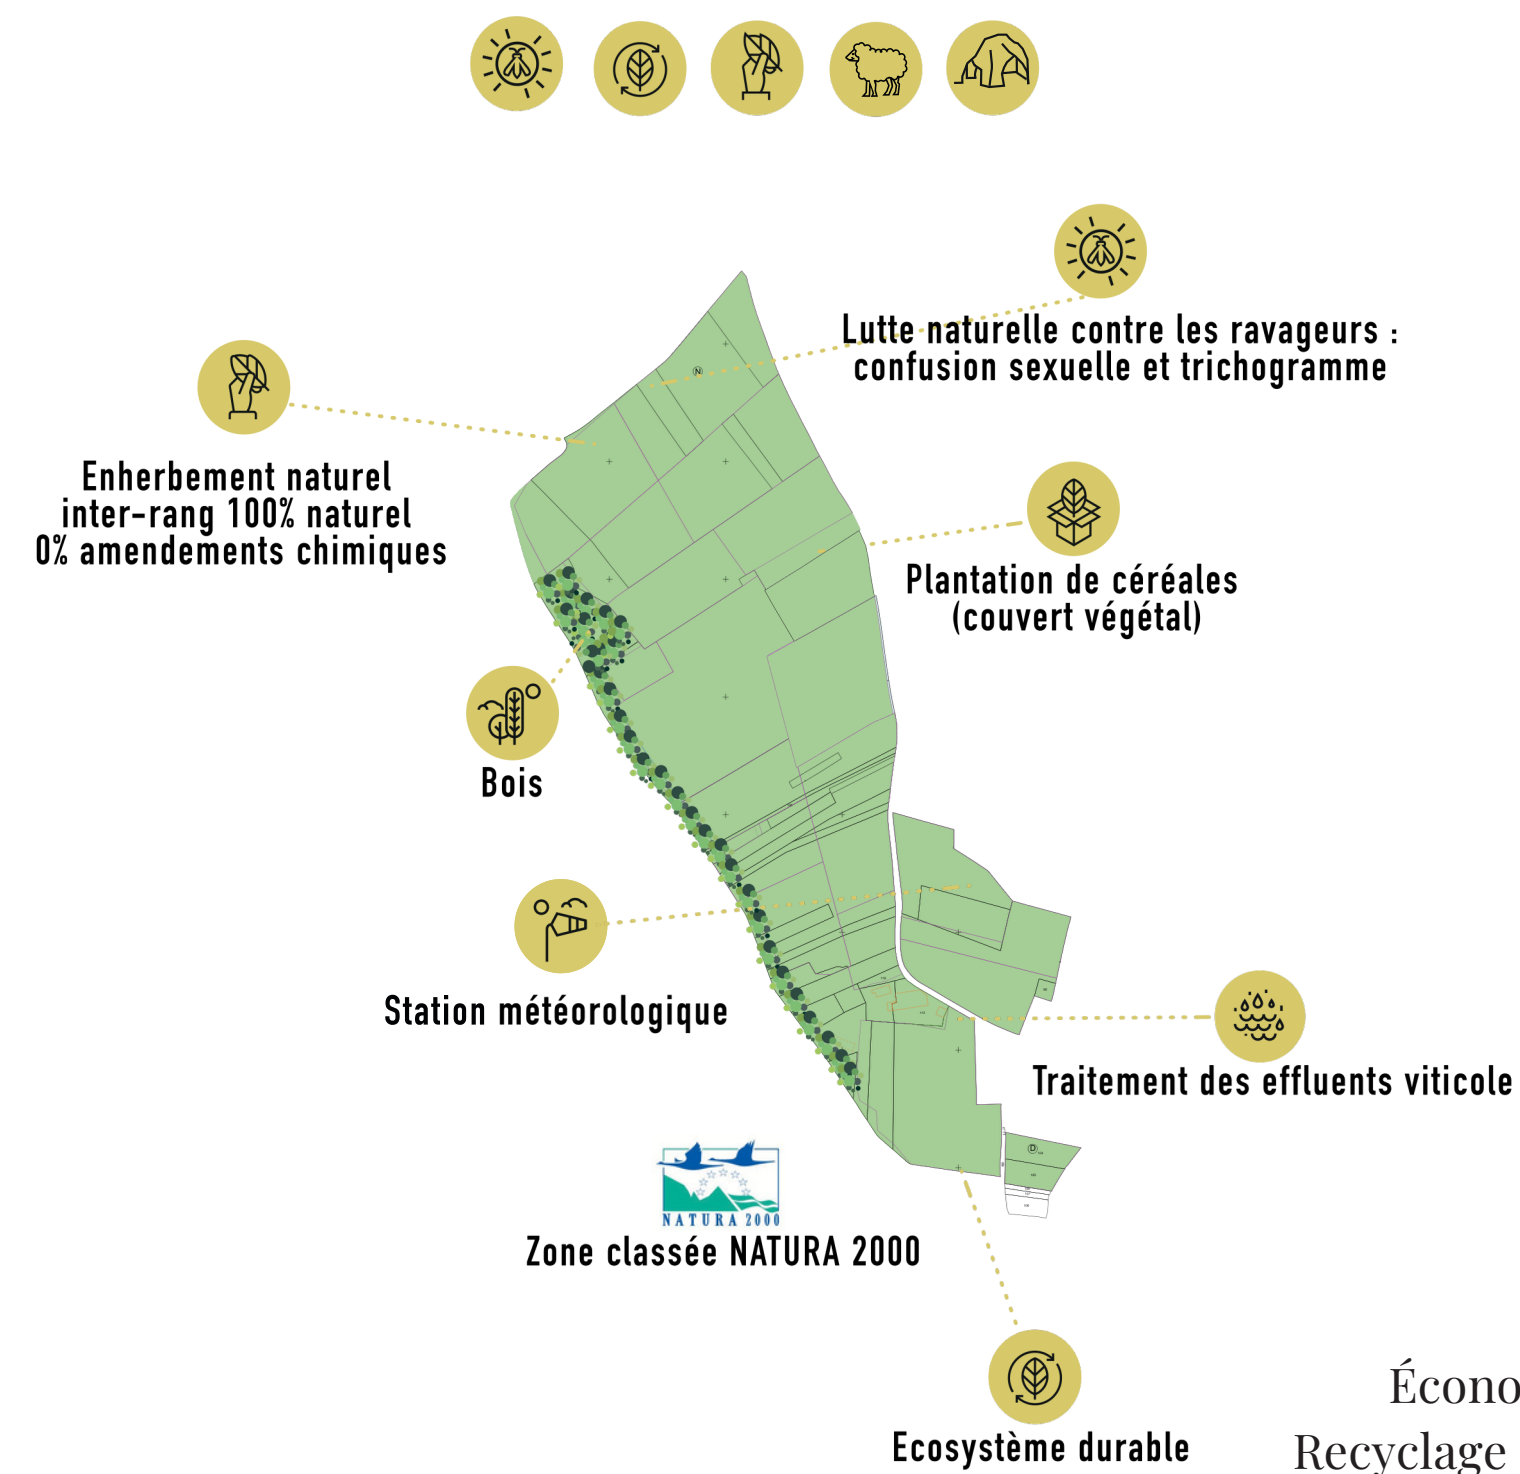 Lutte naturelle contre les ravageurs :
confusion sexuelle et trichogramme
N
Enherbement naturel
inter-rang 100% naturel
0% amendements chimiques
Plantation de céréales
(couvert végétal)
Bois
Station météorologique
Traitement des effluents viticole
D
NATURA 2000
Zone classée NATURA 2000
Ecosystème durable
Écono
Recyclage